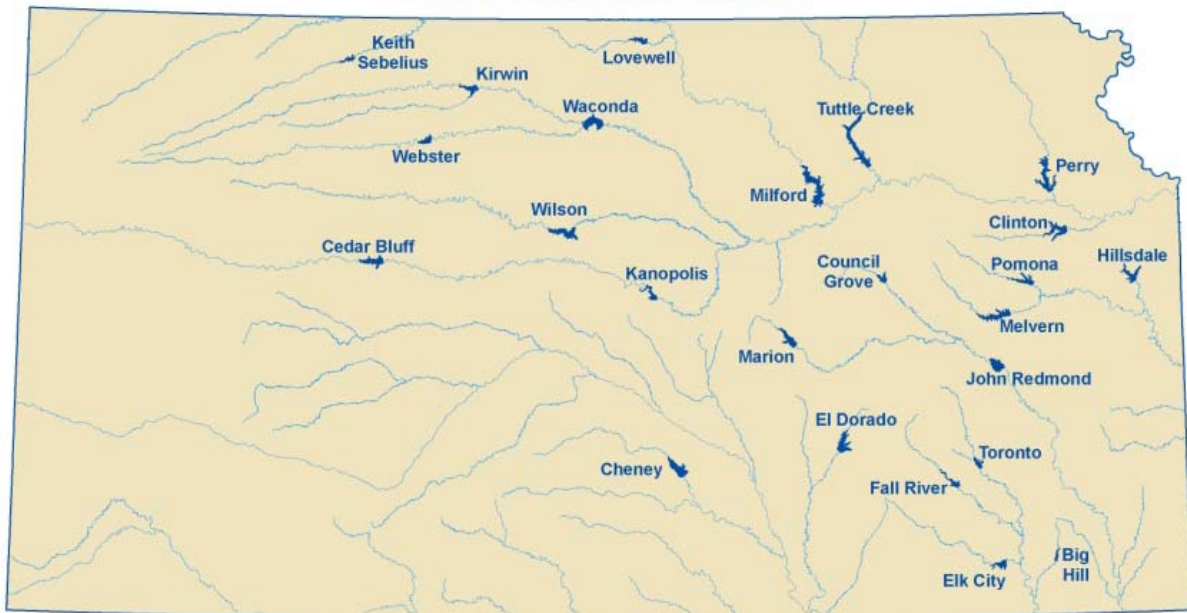 Keith
Sebelius
Lovewell
Kirwin
Waconda
Tuttle Creek
Webster
Perry
Milford
Wilson
Clinton
Cedar Bluff
Council
Grove
Pomona
Hillsdale
Kanopolis
Melvern
Marion
John Redmond
El Dorado
Toronto
Cheney
Fall River
Elk City
Big
Hill